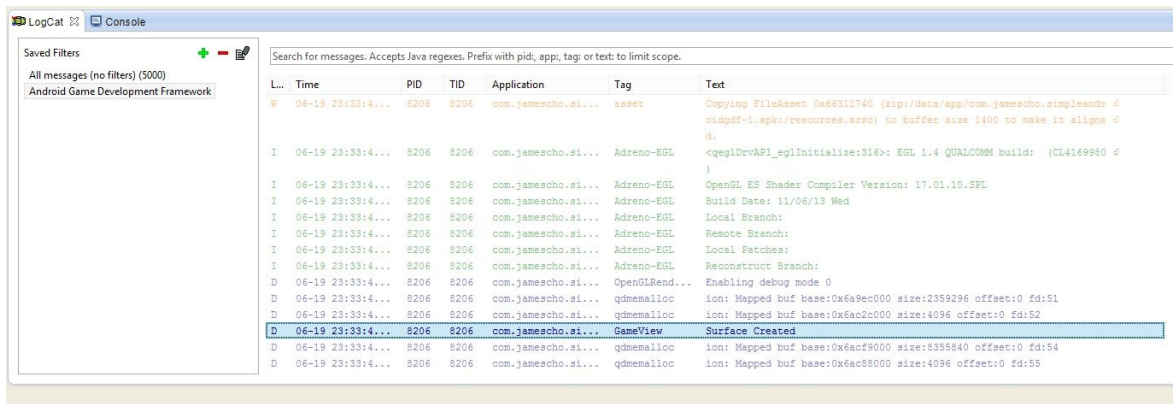 LogCat Console
Saved Filters
All messages (no filters) (5000)
Android Game Development Framework
Search for messages. Accepts Java regexes. Prefix with pid:, app:, tag: or text: to limit scope.
L... Time PID TID Application Tag Text
W 06-19 23:33:4... 8206 8206 com.jamescho.si... asset Copying FileAsset 0x66311740 (zip:/data/app/com.jamescho.simpleandr
oidgdf-1.apk:/resources.arsc) to buffer size 1400 to make it aligne
d.
I 06-19 23:33:4... 8206 8206 com.jamescho.si... Adreno-EGL <qeglDrvAPI_eglInitialize:316>: EGL 1.4 QUALCOMM build: (CL4169980
)
I 06-19 23:33:4... 8206 8206 com.jamescho.si... Adreno-EGL OpenGL ES Shader Compiler Version: 17.01.10.SPL
I 06-19 23:33:4... 8206 8206 com.jamescho.si... Adreno-EGL Build Date: 11/06/13 Wed
I 06-19 23:33:4... 8206 8206 com.jamescho.si... Adreno-EGL Local Branch:
I 06-19 23:33:4... 8206 8206 com.jamescho.si... Adreno-EGL Remote Branch:
I 06-19 23:33:4... 8206 8206 com.jamescho.si... Adreno-EGL Local Patches:
I 06-19 23:33:4... 8206 8206 com.jamescho.si... Adreno-EGL Reconstruct Branch:
D 06-19 23:33:4... 8206 8206 com.jamescho.si... OpenGLRend... Enabling debug mode 0
D 06-19 23:33:4... 8206 8206 com.jamescho.si... qdmemalloc ion: Mapped buf base:0x6a9ec000 size:2359296 offset:0 fd:51
D 06-19 23:33:4... 8206 8206 com.jamescho.si... qdmemalloc ion: Mapped buf base:0x6ac2c000 size:4096 offset:0 fd:52
D 06-19 23:33:4... 8206 8206 com.jamescho.si... GameView Surface Created
D 06-19 23:33:4... 8206 8206 com.jamescho.si... qdmemalloc ion: Mapped buf base:0x6acf9000 size:8355840 offset:0 fd:54
D 06-19 23:33:4... 8206 8206 com.jamescho.si... qdmemalloc ion: Mapped buf base:0x6ac88000 size:4096 offset:0 fd:55